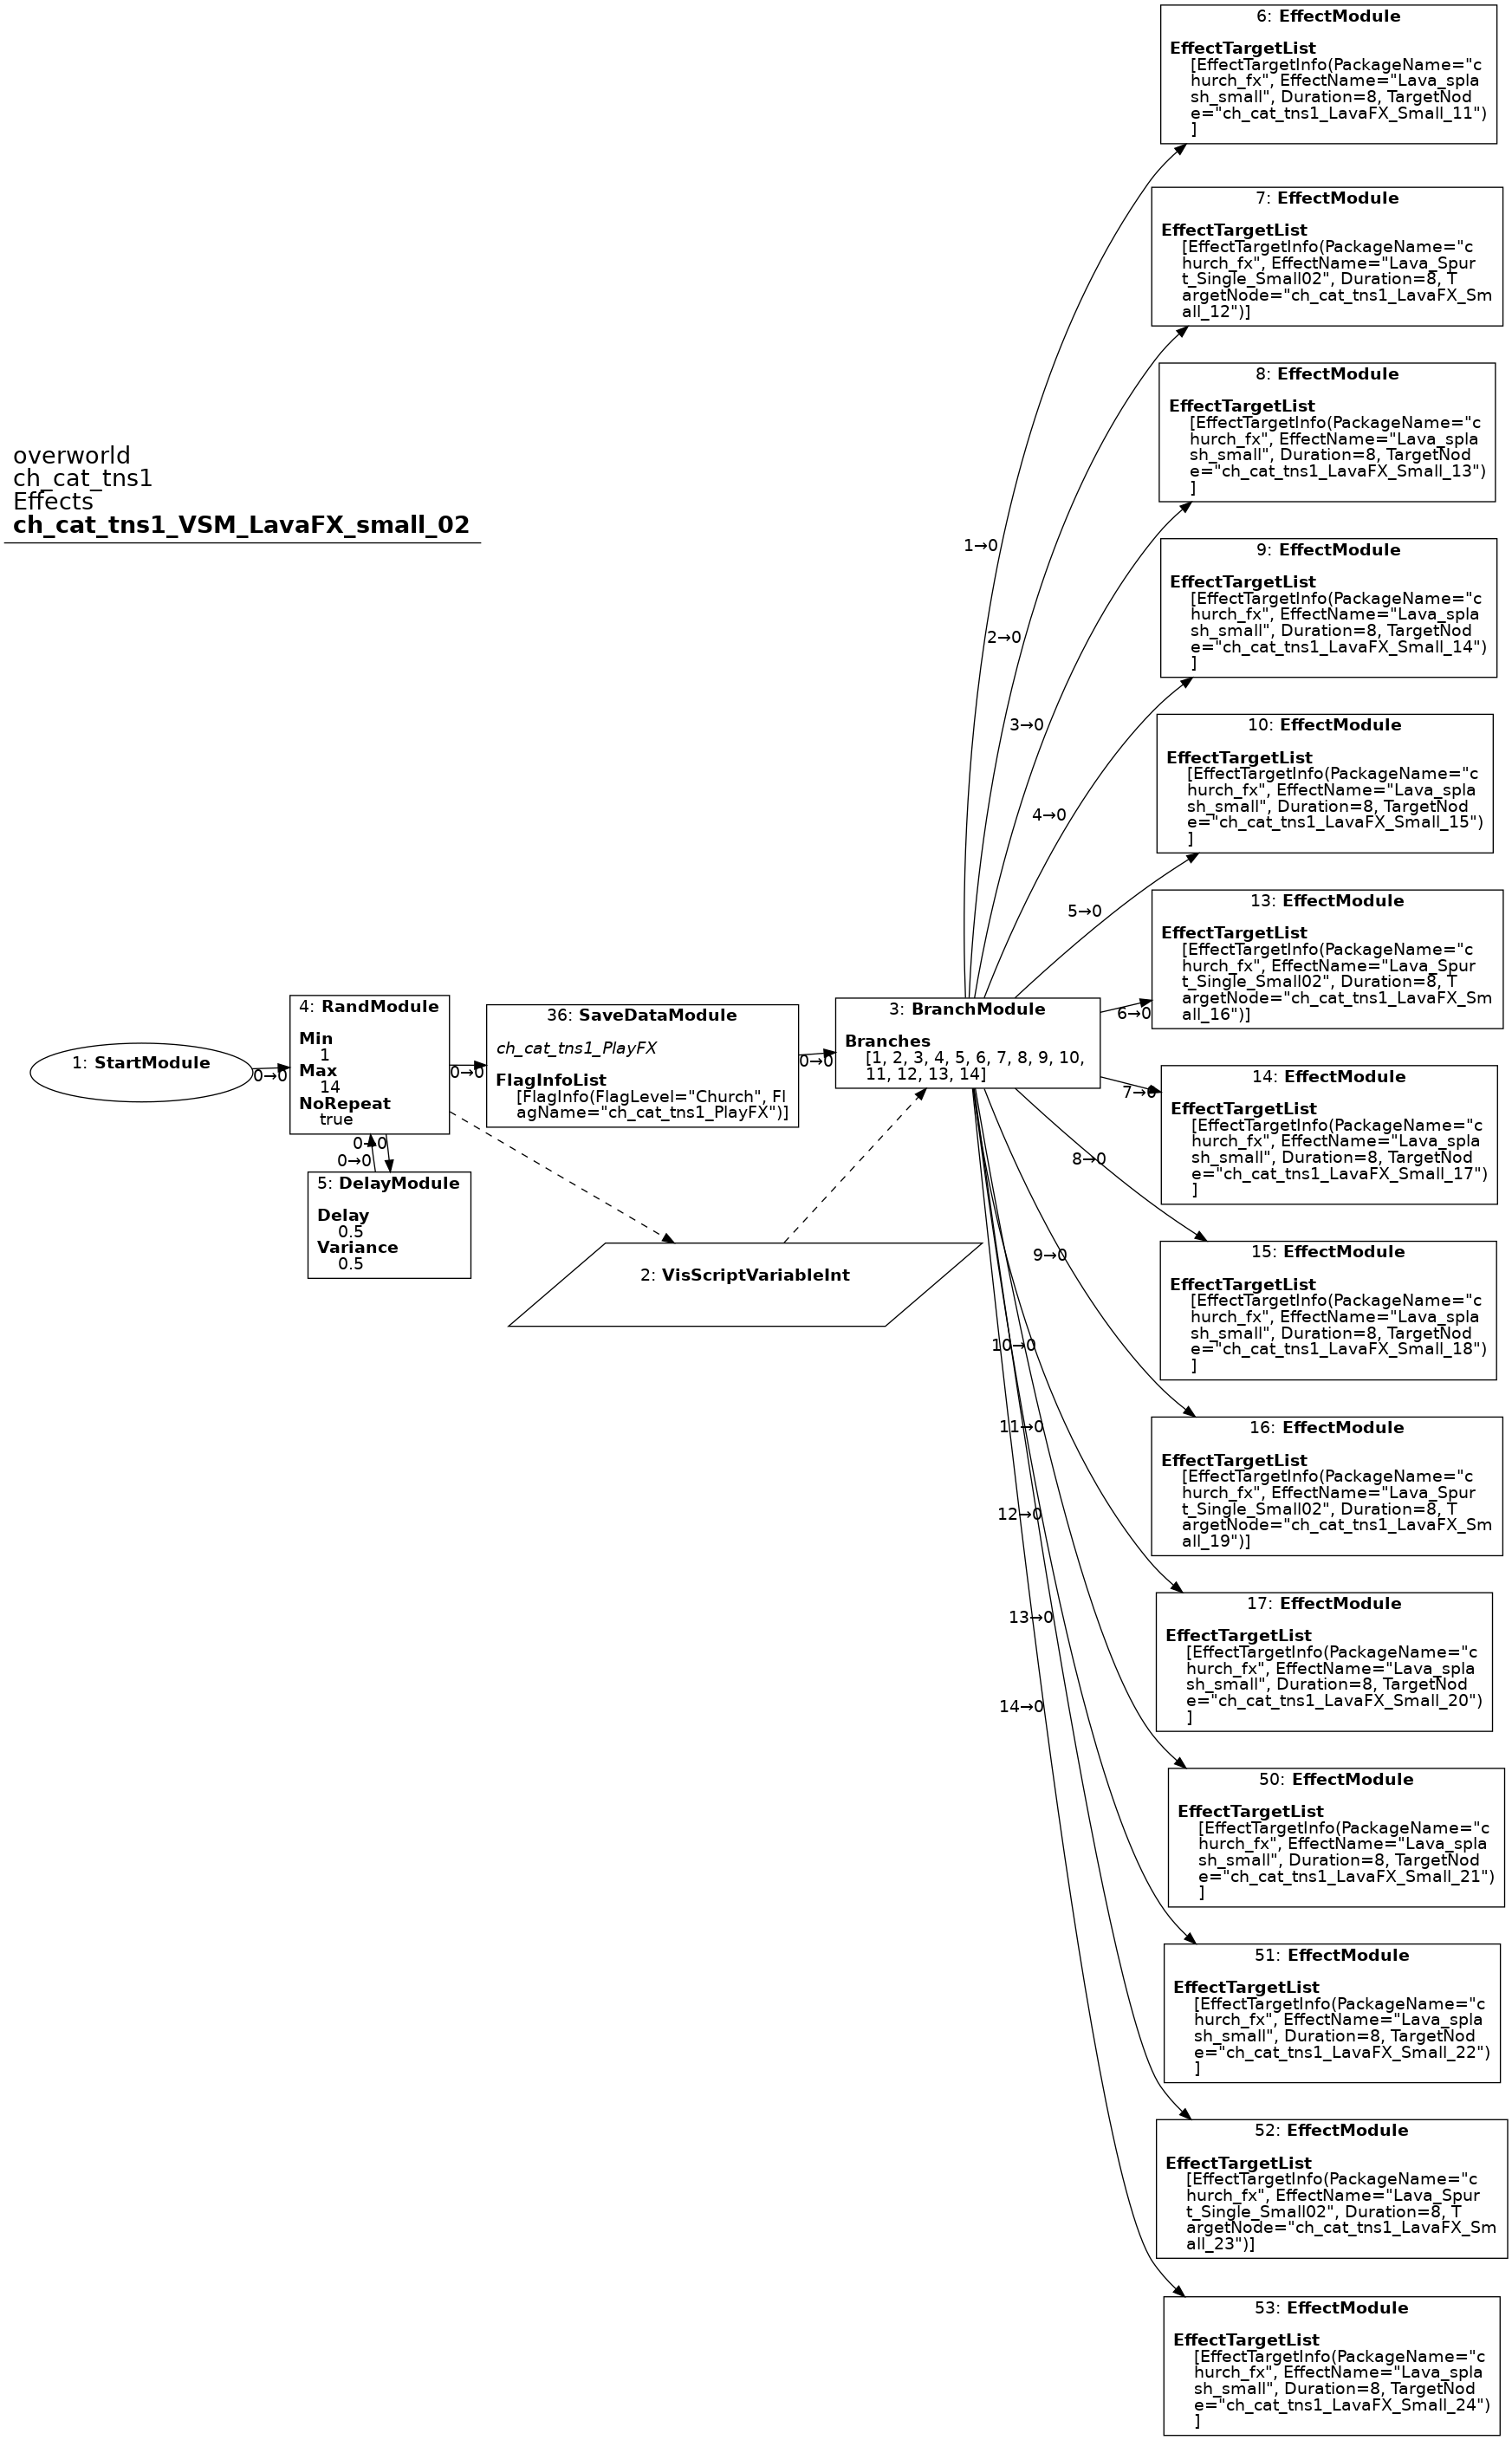 6: EffectModule
EffectTargetList
[EffectTargetInfo(PackageName="c
hurch_fx", EffectName="Lava_spla
sh_small", Duration=8, TargetNod
e="ch_cat_tns1_LavaFX_Small_11")
]
7: EffectModule
EffectTargetList
[EffectTargetInfo(PackageName="c
hurch_fx", EffectName="Lava_Spur
t_Single_Small02", Duration=8, T
argetNode="ch_cat_tns1_LavaFX_Sm
all_12")]
8: EffectModule
EffectTargetList
[EffectTargetInfo(PackageName="c
hurch_fx", EffectName="Lava_spla
sh_small", Duration=8, TargetNod
e="ch_cat_tns1_LavaFX_Small_13")
]
overworld
ch_cat_tns1
Effects
ch_cat_tns1_VSM_LavaFX_small_02
9: EffectModule
EffectTargetList
[EffectTargetInfo(PackageName="c
hurch_fx", EffectName="Lava_spla
sh_small", Duration=8, TargetNod
e="ch_cat_tns1_LavaFX_Small_14")
]
1→0
2→0
3→0
4→0
5→0
6→0
7→0
8→0
9→0
10→0
11→0
12→0
13→0
14→0
10: EffectModule
EffectTargetList
[EffectTargetInfo(PackageName="c
hurch_fx", EffectName="Lava_spla
sh_small", Duration=8, TargetNod
e="ch_cat_tns1_LavaFX_Small_15")
]
13: EffectModule
EffectTargetList
[EffectTargetInfo(PackageName="c
hurch_fx", EffectName="Lava_Spur
t_Single_Small02", Duration=8, T
argetNode="ch_cat_tns1_LavaFX_Sm
all_16")]
1: StartModule
0→0
4: RandModule
Min
1
Max
14
NoRepeat
true
0→0
0→0
0→0
5: DelayModule
Delay
0.5
Variance
0.5
36: SaveDataModule
ch_cat_tns1_PlayFX
FlagInfoList
[FlagInfo(FlagLevel="Church", Fl
agName="ch_cat_tns1_PlayFX")]
0→0
3: BranchModule
Branches
[1, 2, 3, 4, 5, 6, 7, 8, 9, 10,
11, 12, 13, 14]
2: VisScriptVariableInt
14: EffectModule
EffectTargetList
[EffectTargetInfo(PackageName="c
hurch_fx", EffectName="Lava_spla
sh_small", Duration=8, TargetNod
e="ch_cat_tns1_LavaFX_Small_17")
]
15: EffectModule
EffectTargetList
[EffectTargetInfo(PackageName="c
hurch_fx", EffectName="Lava_spla
sh_small", Duration=8, TargetNod
e="ch_cat_tns1_LavaFX_Small_18")
]
16: EffectModule
EffectTargetList
[EffectTargetInfo(PackageName="c
hurch_fx", EffectName="Lava_Spur
t_Single_Small02", Duration=8, T
argetNode="ch_cat_tns1_LavaFX_Sm
all_19")]
17: EffectModule
EffectTargetList
[EffectTargetInfo(PackageName="c
hurch_fx", EffectName="Lava_spla
sh_small", Duration=8, TargetNod
e="ch_cat_tns1_LavaFX_Small_20")
]
50: EffectModule
EffectTargetList
[EffectTargetInfo(PackageName="c
hurch_fx", EffectName="Lava_spla
sh_small", Duration=8, TargetNod
e="ch_cat_tns1_LavaFX_Small_21")
]
51: EffectModule
EffectTargetList
[EffectTargetInfo(PackageName="c
hurch_fx", EffectName="Lava_spla
sh_small", Duration=8, TargetNod
e="ch_cat_tns1_LavaFX_Small_22")
]
52: EffectModule
EffectTargetList
[EffectTargetInfo(PackageName="c
hurch_fx", EffectName="Lava_Spur
t_Single_Small02", Duration=8, T
argetNode="ch_cat_tns1_LavaFX_Sm
all_23")]
53: EffectModule
EffectTargetList
[EffectTargetInfo(PackageName="c
hurch_fx", EffectName="Lava_spla
sh_small", Duration=8, TargetNod
e="ch_cat_tns1_LavaFX_Small_24")
]